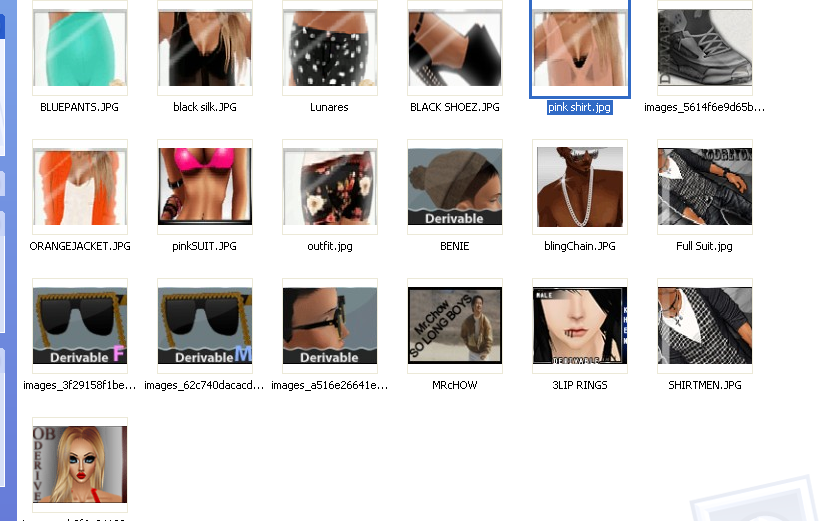 BLUEPANTS.JPG
black silk.JPG
Lunares
BLACK SHOEZ.JPG
pink shirt.jpg
images_5614f6e9d65b...
ORANGEJACKET.JPG
pinkSUIT.JPG
outfit.jpg
Derivable
BENIE
blingChain.JPG
Full Suit.jpg
Derivable F
images_3f29158f1be...
Derivable M
images_62c740dacacd...
Derivable
images_a516e26641e...
Mr.Chow
SO LONG BOYS
MRcHOW
MALE
DERIVABLE
3LIP RINGS
SHIRTMEN.JPG
OB
DERIVE